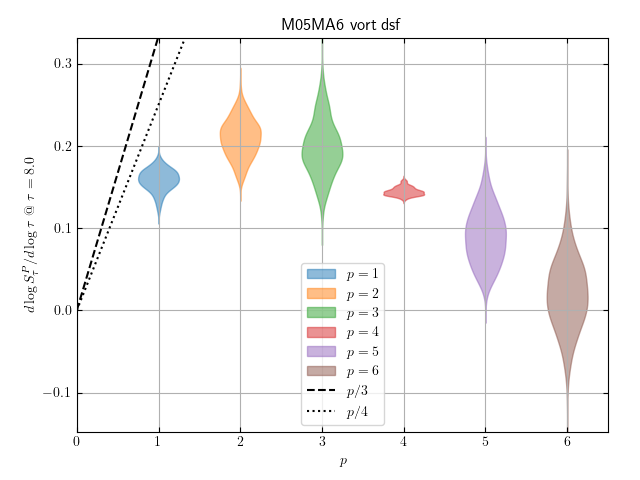 M05MA6 vort dsf
d log S_τ^P / d log τ @ τ = 8.0
0.3
0.2
0.1
0.0
−0.1
0 1 2 3 4 5 6
p
p = 1
p = 2
p = 3
p = 4
p = 5
p = 6
p/3
p/4